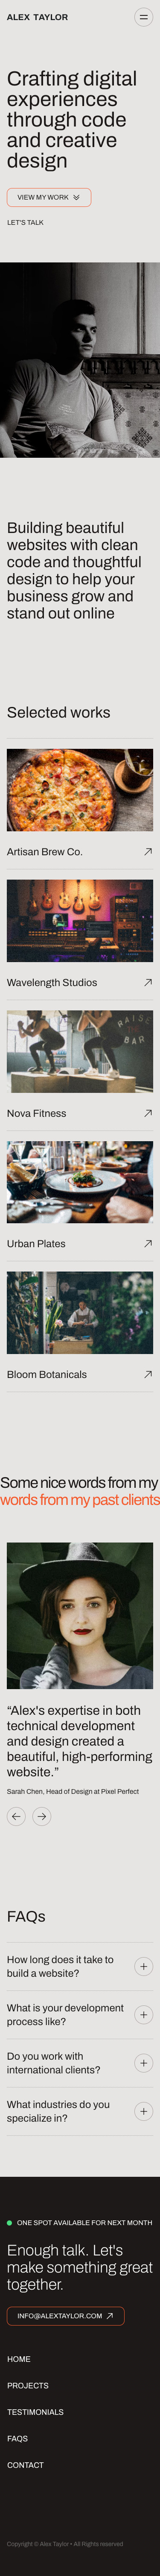 ALEX TAYLOR
Crafting digital
experiences
through code
and creative
design
VIEW MY WORK
LET'S TALK
Building beautiful
websites with clean
code and thoughtful
design to help your
business grow and
stand out online
Selected works
Artisan Brew Co.
Wavelength Studios
RAISE
BAR
Nova Fitness
Urban Plates
Bloom Botanicals
Some nice words from my
words from my past clients
“Alex's expertise in both
technical development
and design created a
beautiful, high-performing
website.”
Sarah Chen, Head of Design at Pixel Perfect
FAQs
How long does it take to
build a website?
What is your development
process like?
Do you work with
international clients?
What industries do you
specialize in?
ONE SPOT AVAILABLE FOR NEXT MONTH
Enough talk. Let's
make something great
together.
INFO@ALEXTAYLOR.COM
HOME
PROJECTS
TESTIMONIALS
FAQS
CONTACT
Copyright © Alex Taylor • All Rights reserved